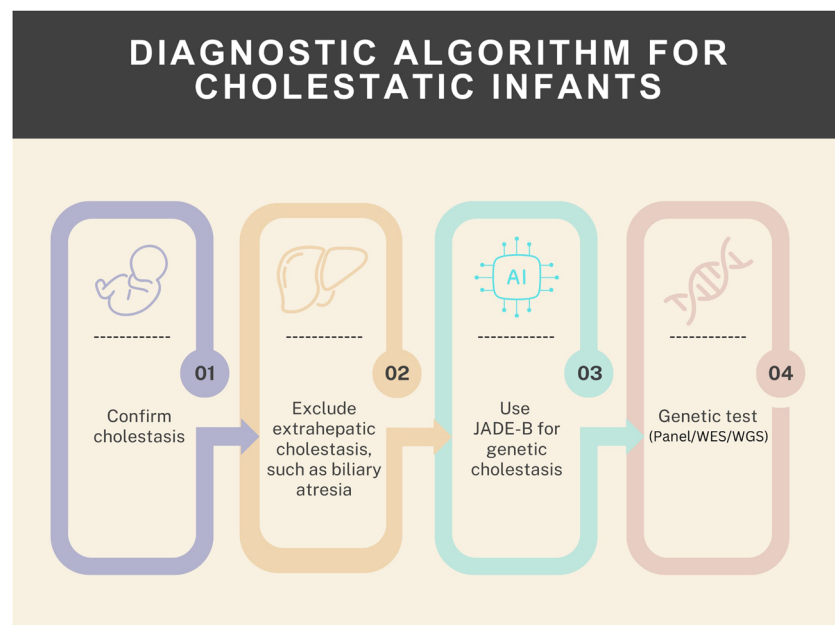 DIAGNOSTIC ALGORITHM FOR
CHOLESTATIC INFANTS
01
Confirm
cholestasis
02
Exclude
extrahepatic
cholestasis,
such as biliary
atresia
AI
03
Use
JADE-B for
genetic
cholestasis
04
Genetic test
(Panel/WES/WGS)